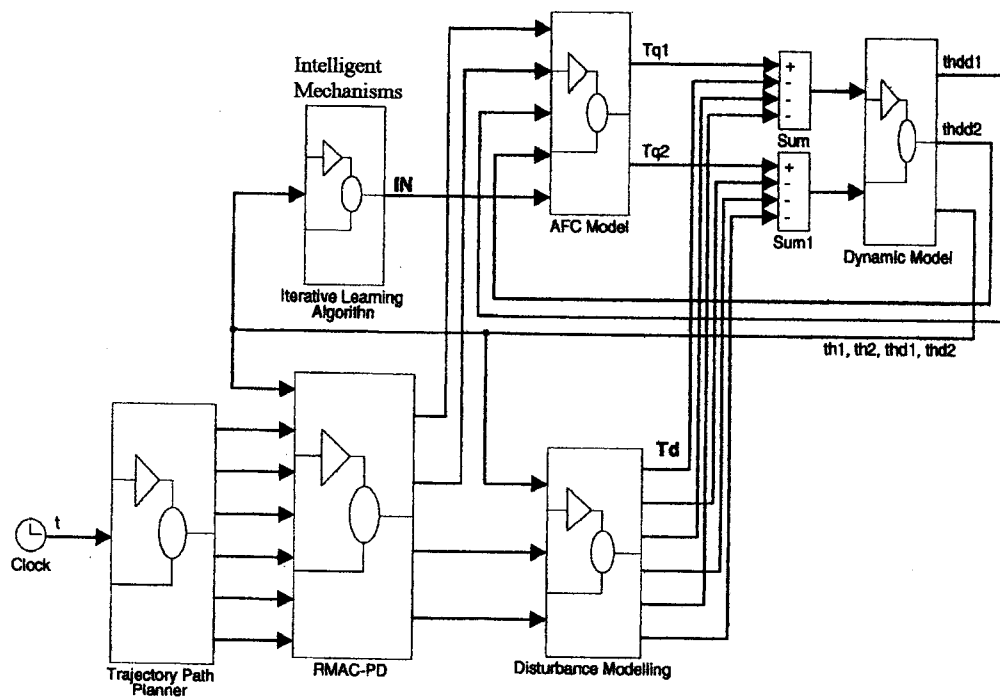 Intelligent
Mechanisms
IN
Iterative Learning
Algorithn
Tq1
Tq2
AFC Model
+
-
-
-
Sum
+
-
-
-
Sum1
thdd1
thdd2
Dynamic Model
th1, th2, thd1, thd2
t
Clock
Trajectory Path
Planner
RMAC-PD
Td
Disturbance Modelling